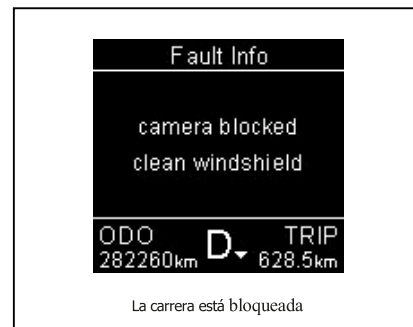 Fault Info
camera blocked
clean windshield
ODO D TRIP
282260km 628.5km
La carrera está bloqueada